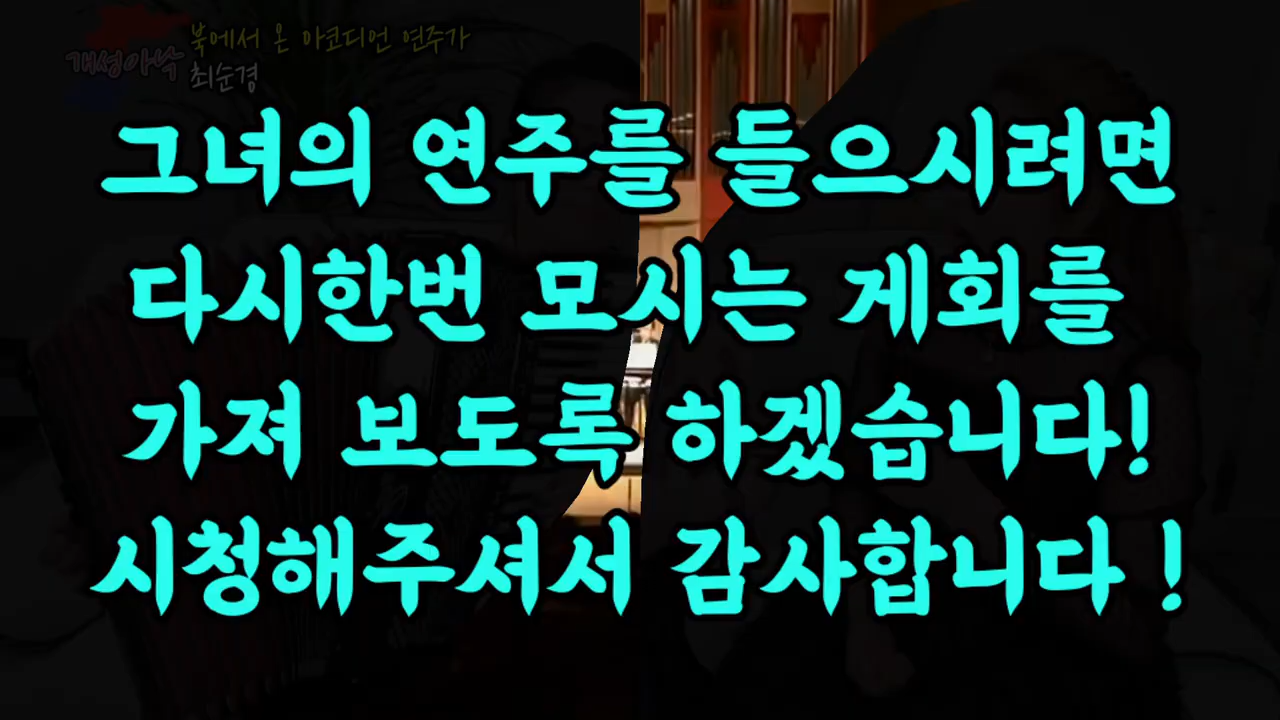 개성아낙
북에서 온 아코디언 연주가
최순경
그녀의 연주를 들으시려면
다시한번 모시는 게회를
가져 보도록 하겠습니다!
시청해주셔서 감사합니다 !